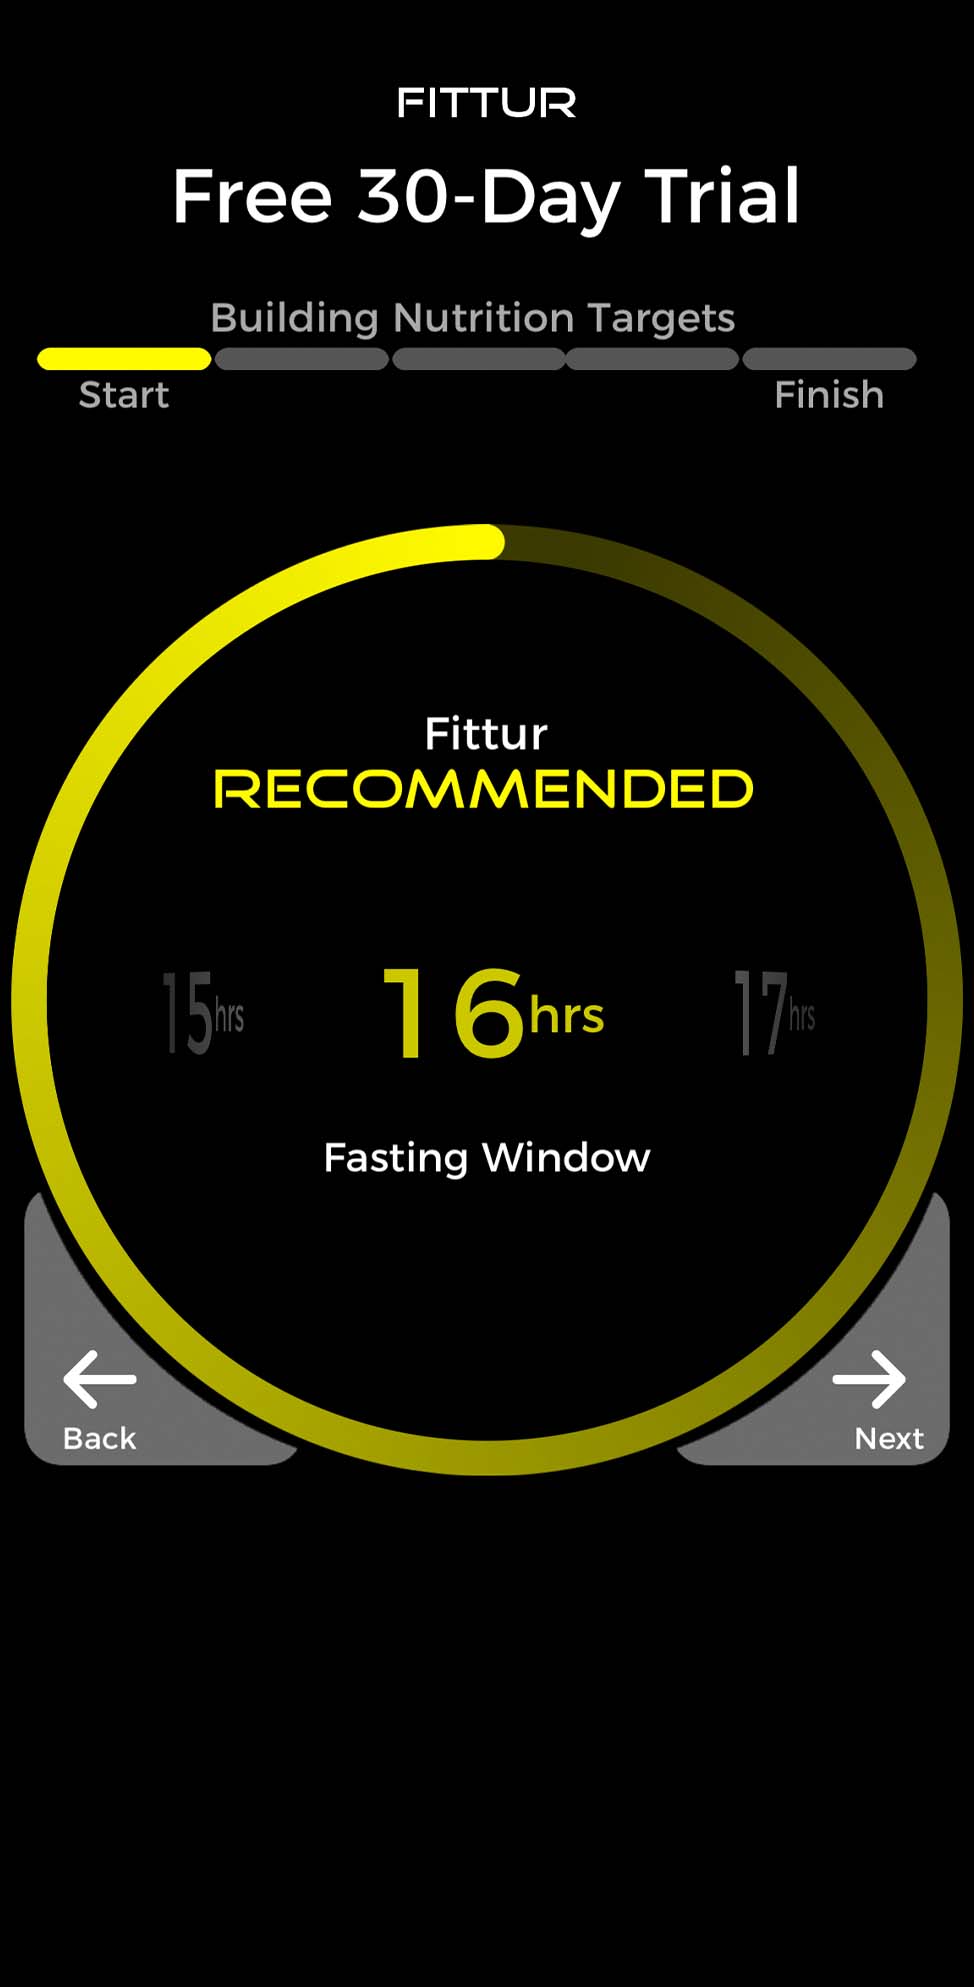 FITTUR
Free 30-Day Trial
Building Nutrition Targets
Start Finish
Fittur
RECOMMENDED
15hrs 16hrs 17hrs
Fasting Window
Back Next